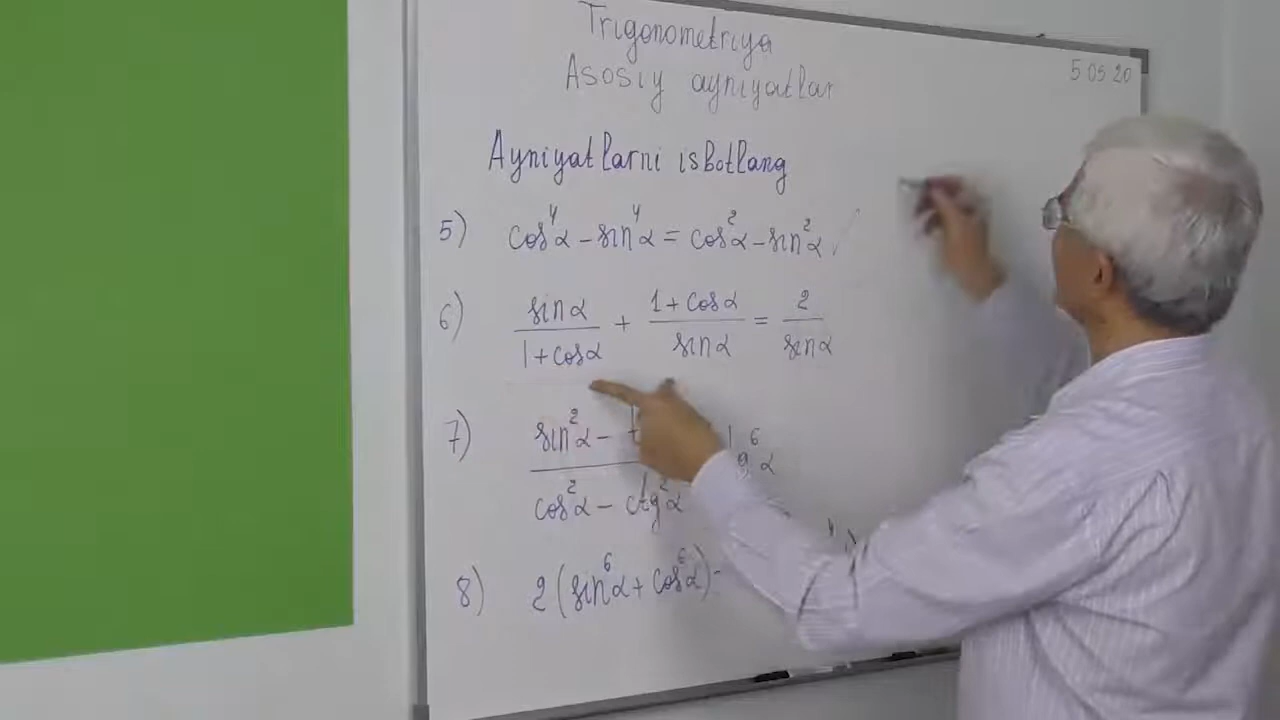 Trigonometriya
5 05 20
Asosiy ayniyatlar
Ayniyatlarni isbotlang
5) cos⁴α - sin⁴α = cos²α - sin²α
6) sinα / (1 + cosα) + (1 + cosα) / sinα = 2 / sinα
7) sin²α - / cos²α - ctg²α g⁶α
8) 2(sin⁶α + cos⁶α) -